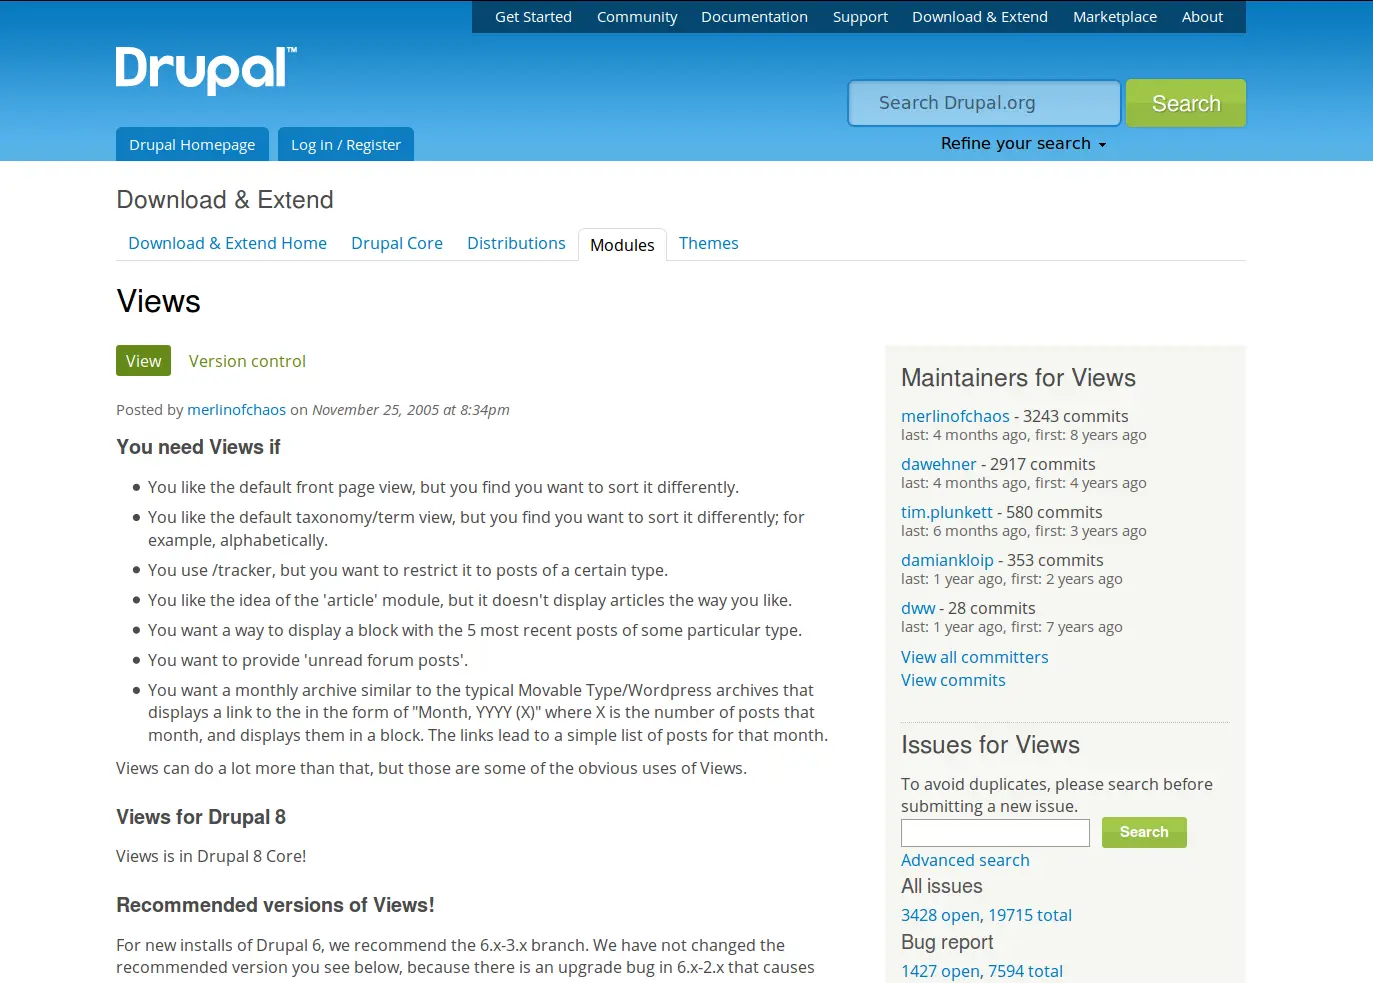 Get Started Community Documentation Support Download & Extend Marketplace About
Drupal™
Search Drupal.org Search
Refine your search
Drupal Homepage Log in / Register
Download & Extend
Download & Extend Home Drupal Core Distributions Modules Themes
Views
View Version control
Posted by merlinofchaos on November 25, 2005 at 8:34pm
You need Views if
• You like the default front page view, but you find you want to sort it differently.
• You like the default taxonomy/term view, but you find you want to sort it differently; for
example, alphabetically.
• You use /tracker, but you want to restrict it to posts of a certain type.
• You like the idea of the 'article' module, but it doesn't display articles the way you like.
• You want a way to display a block with the 5 most recent posts of some particular type.
• You want to provide 'unread forum posts'.
• You want a monthly archive similar to the typical Movable Type/Wordpress archives that
displays a link to the in the form of "Month, YYYY (X)" where X is the number of posts that
month, and displays them in a block. The links lead to a simple list of posts for that month.
Views can do a lot more than that, but those are some of the obvious uses of Views.
Views for Drupal 8
Views is in Drupal 8 Core!
Recommended versions of Views!
For new installs of Drupal 6, we recommend the 6.x-3.x branch. We have not changed the
recommended version you see below, because there is an upgrade bug in 6.x-2.x that causes
Maintainers for Views
merlinofchaos - 3243 commits
last: 4 months ago, first: 8 years ago
dawehner - 2917 commits
last: 4 months ago, first: 4 years ago
tim.plunkett - 580 commits
last: 6 months ago, first: 3 years ago
damiankloip - 353 commits
last: 1 year ago, first: 2 years ago
dww - 28 commits
last: 1 year ago, first: 7 years ago
View all committers
View commits
Issues for Views
To avoid duplicates, please search before
submitting a new issue.
Search
Advanced search
All issues
3428 open, 19715 total
Bug report
1427 open, 7594 total